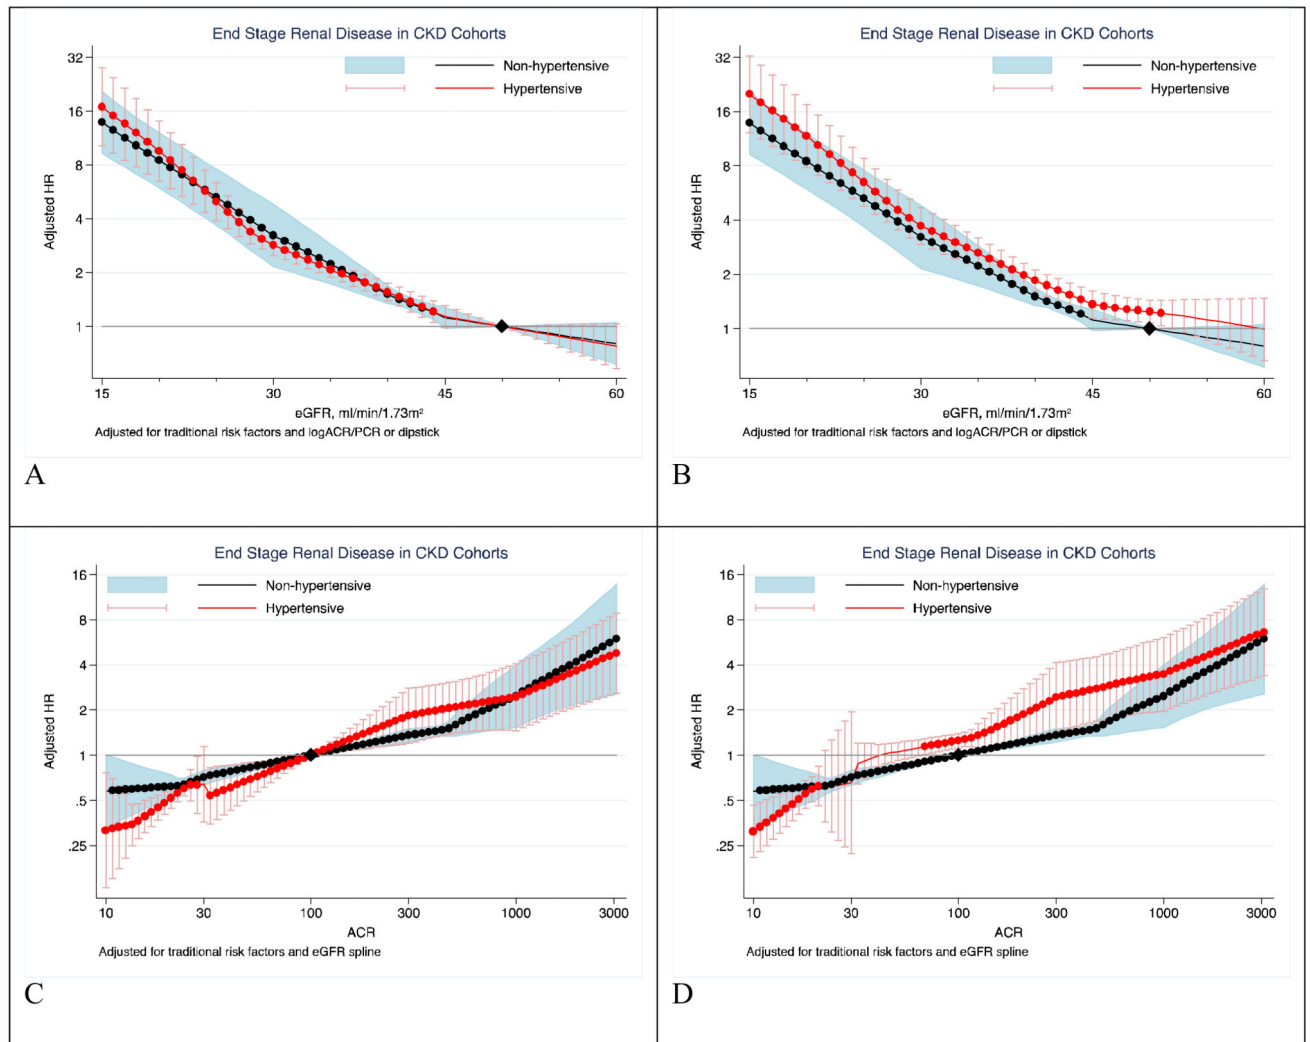 End Stage Renal Disease in CKD Cohorts
Non-hypertensive
Hypertensive
Adjusted HR
32
16
8
4
2
1
15
30
45
60
eGFR, ml/min/1.73m²
Adjusted for traditional risk factors and logACR/PCR or dipstick
A
End Stage Renal Disease in CKD Cohorts
Non-hypertensive
Hypertensive
Adjusted HR
32
16
8
4
2
1
15
30
45
60
eGFR, ml/min/1.73m²
Adjusted for traditional risk factors and logACR/PCR or dipstick
B
End Stage Renal Disease in CKD Cohorts
Non-hypertensive
Hypertensive
Adjusted HR
16
8
4
2
1
.5
.25
10
30
100
300
1000
3000
ACR
Adjusted for traditional risk factors and eGFR spline
C
End Stage Renal Disease in CKD Cohorts
Non-hypertensive
Hypertensive
Adjusted HR
16
8
4
2
1
.5
.25
10
30
100
300
1000
3000
ACR
Adjusted for traditional risk factors and eGFR spline
D